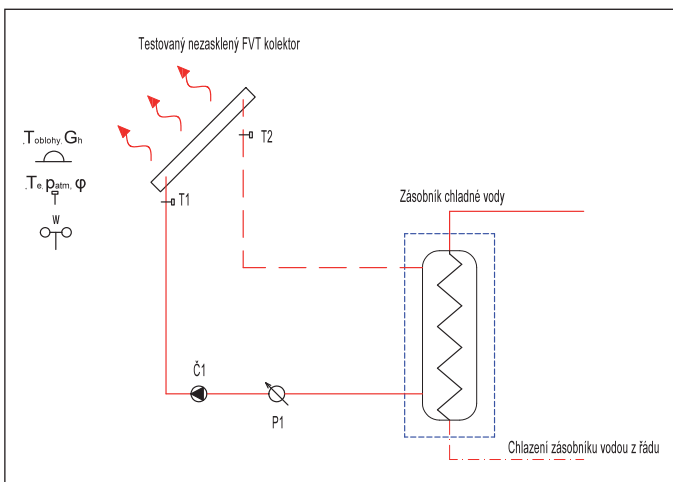 Testovaný nezasklený FVT kolektor
T2
Toblohy, Gh
Te, patm, φ
T1
w
Zásobník chladné vody
Č1
P1
Chlazení zásobníku vodou z řádu